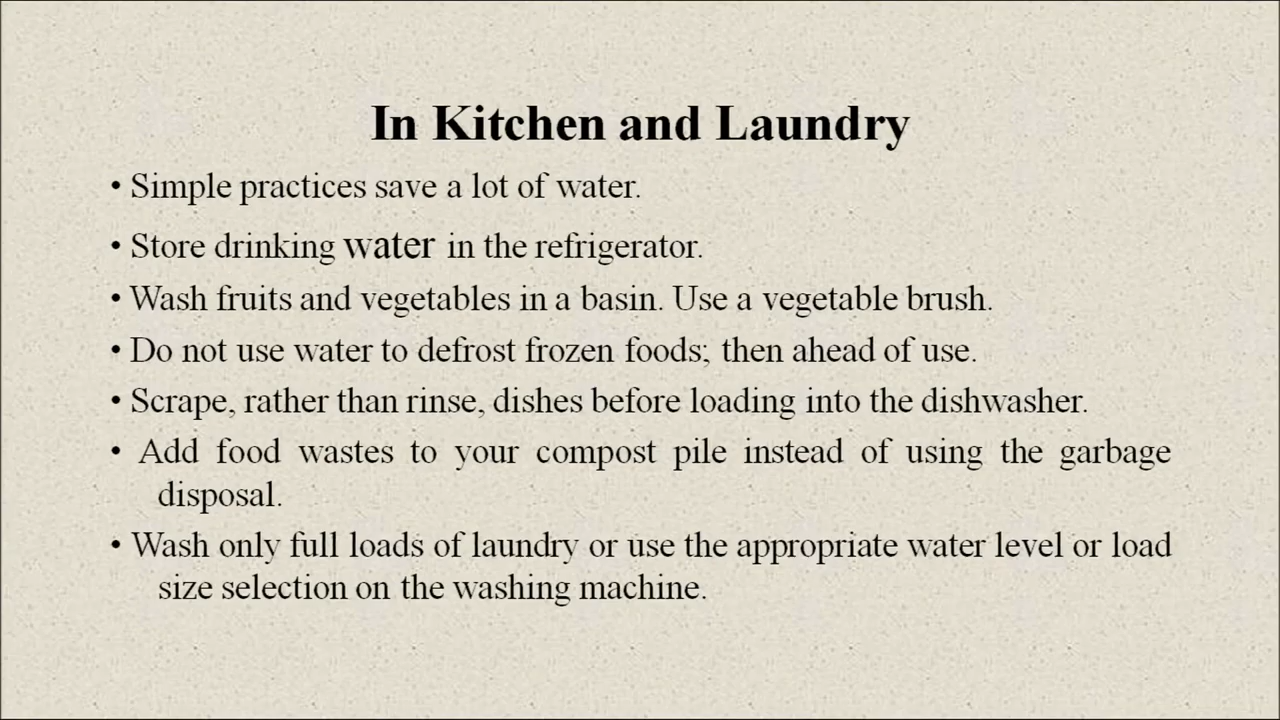 In Kitchen and Laundry
• Simple practices save a lot of water.
• Store drinking water in the refrigerator.
• Wash fruits and vegetables in a basin. Use a vegetable brush.
• Do not use water to defrost frozen foods; then ahead of use.
• Scrape, rather than rinse, dishes before loading into the dishwasher.
• Add food wastes to your compost pile instead of using the garbage
disposal.
• Wash only full loads of laundry or use the appropriate water level or load
size selection on the washing machine.